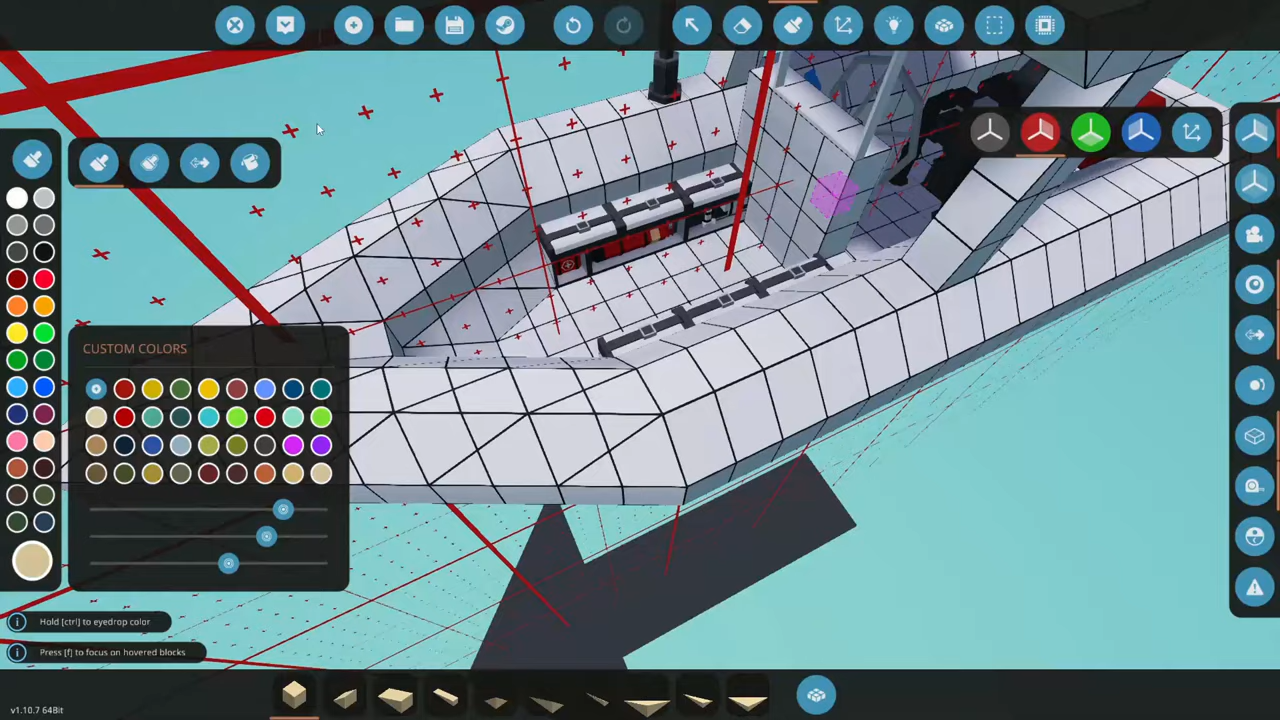 CUSTOM COLORS
Hold [ctrl] to eyedrop color
Press [f] to focus on hovered blocks
v1.10.7 64Bit